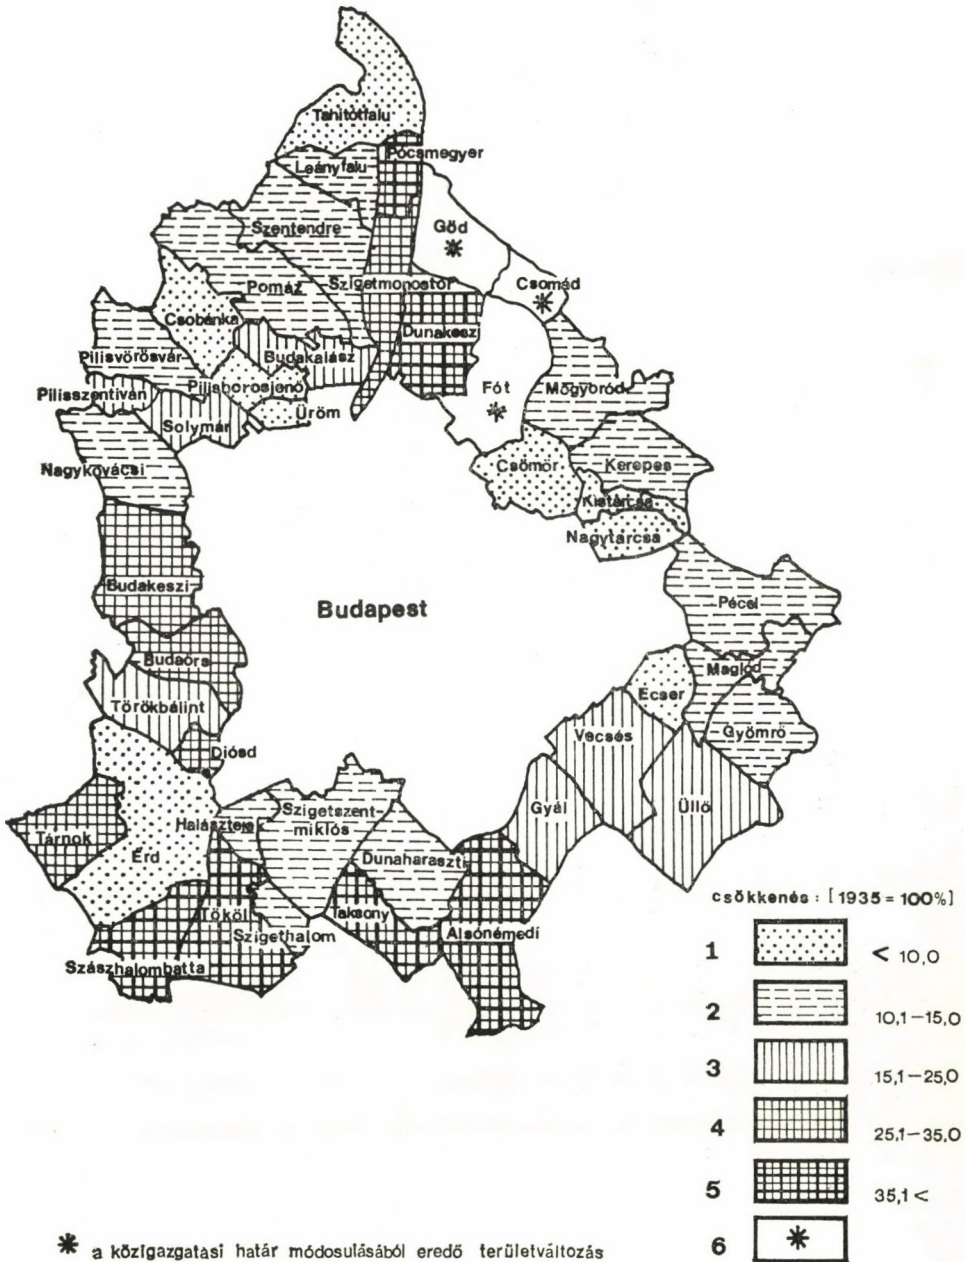 Tahitótfalu
Pócsmegyer
Leányfalu
Göd
Szentendre
Csomád
Pomáz
Szigetmonostor
Csobánka
Dunakeszi
Budakalász
Pilisvörösvár
Fót
Mogyoród
Pilisborosjenő
Pilisszentiván
Üröm
Solymár
Csömör
Kerepes
Nagykovácsi
Kistarcsa
Nagytarcsa
Budakeszi
Pécel
Budapest
Budaörs
Maglód
Ecser
Törökbálint
Gyömrő
Vecsés
Diósd
Üllő
Gyál
Szigetszent-
miklós
Halásztelek
Tárnok
Érd
Dunaharaszti
Taksony
Tököl
Alsónémedi
Szigethalom
Százhalombatta
csökkenés : [1935 = 100%]
1 < 10,0
2 10,1–15,0
3 15,1–25,0
4 25,1–35,0
5 35,1 <
6 *
* a közigazgatási határ módosulásából eredő területváltozás